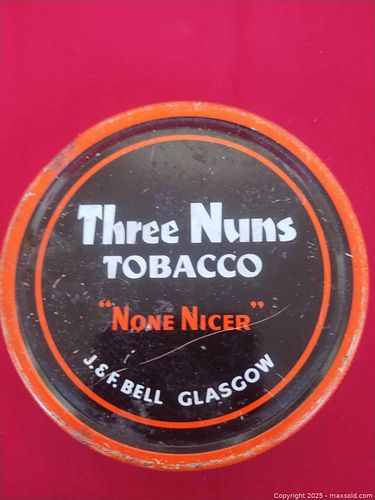 Three Nuns
TOBACCO
"NONE NICER"
J. & F. BELL GLASGOW
Copyright 2025 - maxsold.com